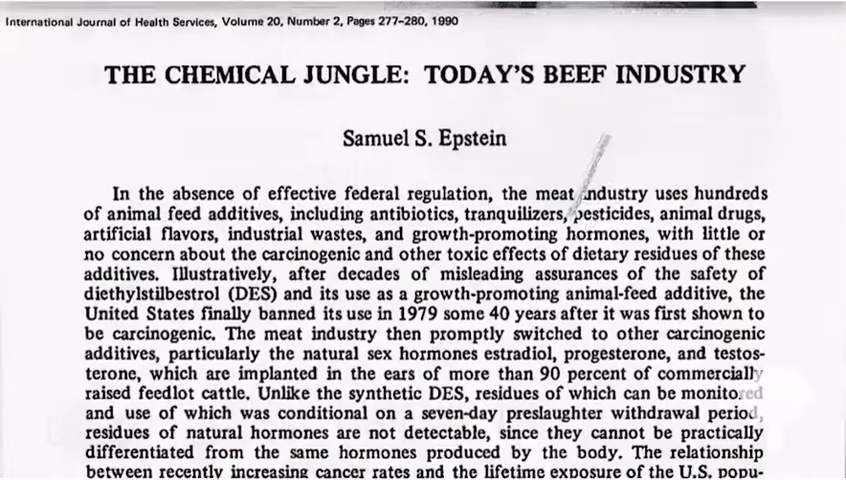 International Journal of Health Services, Volume 20, Number 2, Pages 277–280, 1990
THE CHEMICAL JUNGLE: TODAY'S BEEF INDUSTRY
Samuel S. Epstein
In the absence of effective federal regulation, the meat industry uses hundreds
of animal feed additives, including antibiotics, tranquilizers, pesticides, animal drugs,
artificial flavors, industrial wastes, and growth-promoting hormones, with little or
no concern about the carcinogenic and other toxic effects of dietary residues of these
additives. Illustratively, after decades of misleading assurances of the safety of
diethylstilbestrol (DES) and its use as a growth-promoting animal-feed additive, the
United States finally banned its use in 1979 some 40 years after it was first shown to
be carcinogenic. The meat industry then promptly switched to other carcinogenic
additives, particularly the natural sex hormones estradiol, progesterone, and testos-
terone, which are implanted in the ears of more than 90 percent of commercially
raised feedlot cattle. Unlike the synthetic DES, residues of which can be monitored
and use of which was conditional on a seven-day preslaughter withdrawal period,
residues of natural hormones are not detectable, since they cannot be practically
differentiated from the same hormones produced by the body. The relationship
between recently increasing cancer rates and the lifetime exposure of the U.S. popu-